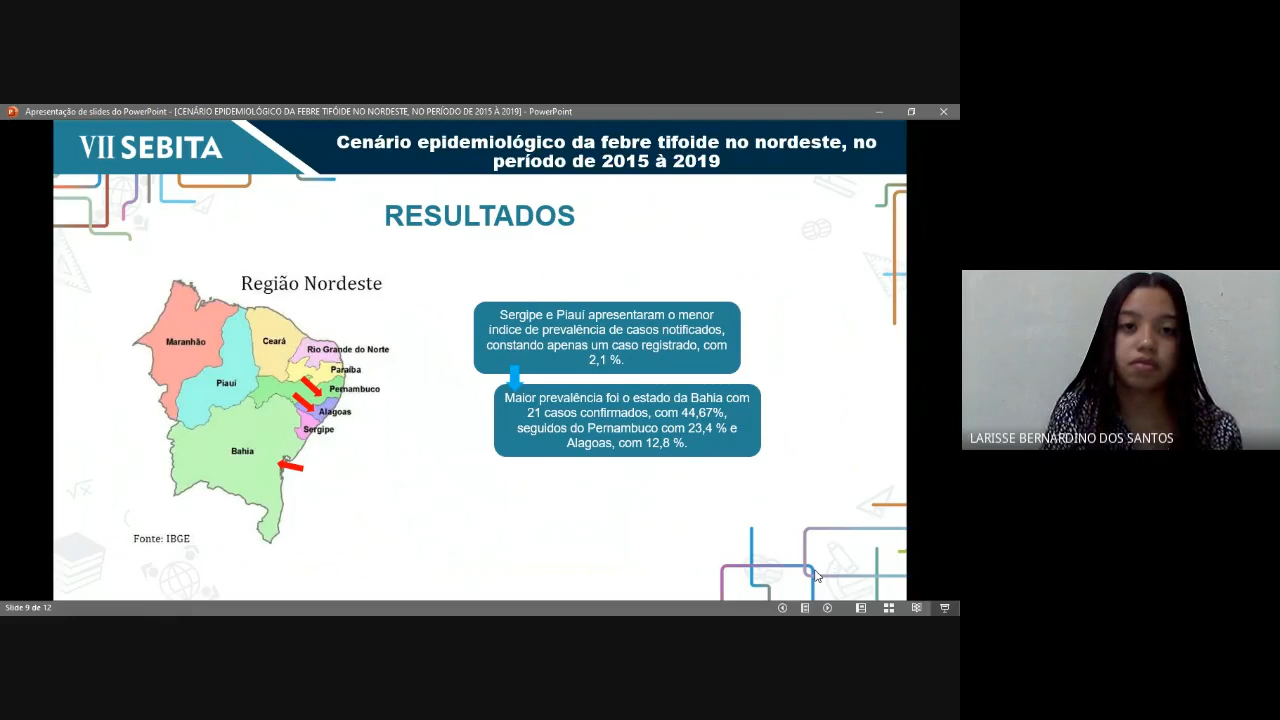 Apresentação de slides do PowerPoint - [CENÁRIO EPIDEMIOLÓGICO DA FEBRE TIFÓIDE NO NORDESTE, NO PERÍODO DE 2015 À 2019] - PowerPoint
VII SEBITA
Cenário epidemiológico da febre tifoide no nordeste, no
período de 2015 à 2019
RESULTADOS
Região Nordeste
Maranhão
Piauí
Ceará
Rio Grande do Norte
Paraíba
Pernambuco
Alagoas
Sergipe
Bahia
Fonte: IBGE
Sergipe e Piauí apresentaram o menor
índice de prevalência de casos notificados,
constando apenas um caso registrado, com
2,1 %.
Maior prevalência foi o estado da Bahia com
21 casos confirmados, com 44,67%,
seguidos do Pernambuco com 23,4 % e
Alagoas, com 12,8 %.
LARISSE BERNARDINO DOS SANTOS
Slide 9 de 12